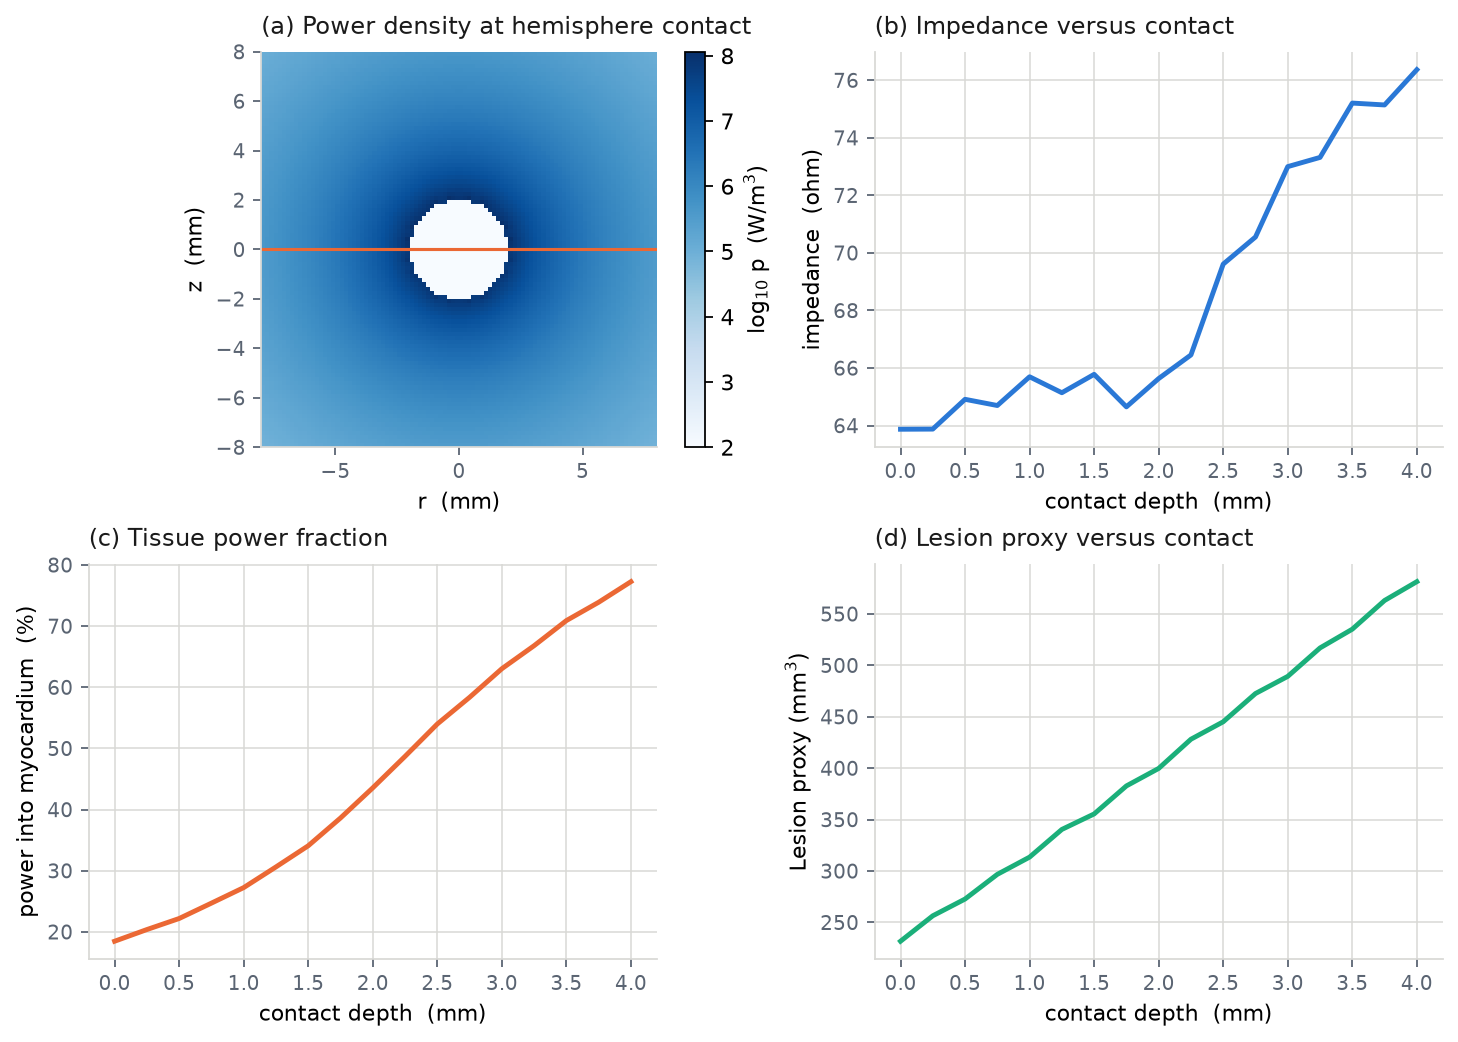 (a) Power density at hemisphere contact
8
6
4
2
0
−2
−4
−6
−8
z (mm)
−5
0
5
r (mm)
8
7
6
5
4
3
2
log₁₀ p (W/m³)
(b) Impedance versus contact
76
74
72
70
68
66
64
impedance (ohm)
0.0 0.5 1.0 1.5 2.0 2.5 3.0 3.5 4.0
contact depth (mm)
(c) Tissue power fraction
80
70
60
50
40
30
20
power into myocardium (%)
0.0 0.5 1.0 1.5 2.0 2.5 3.0 3.5 4.0
contact depth (mm)
(d) Lesion proxy versus contact
550
500
450
400
350
300
250
Lesion proxy (mm³)
0.0 0.5 1.0 1.5 2.0 2.5 3.0 3.5 4.0
contact depth (mm)